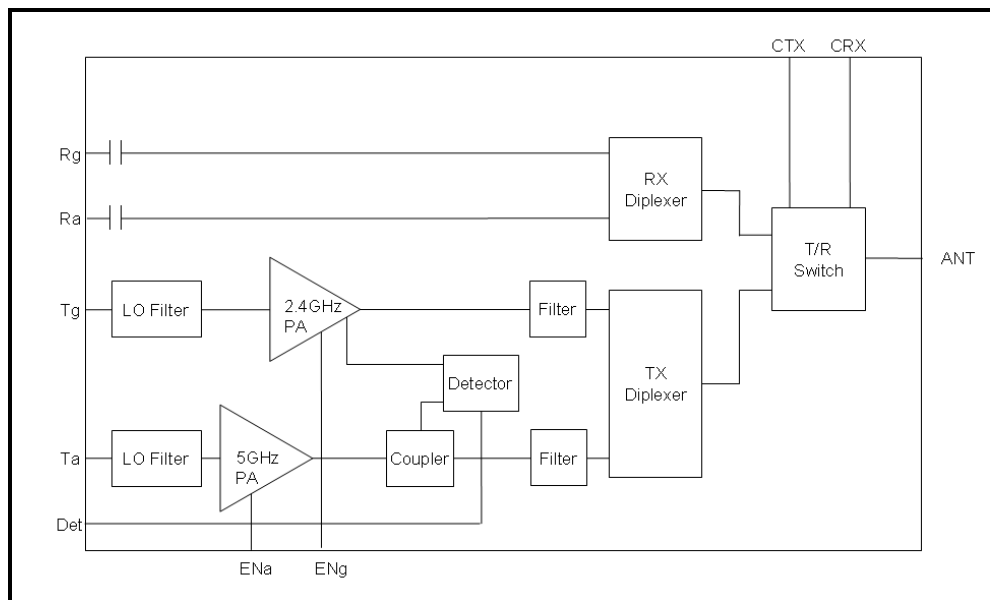 CTX CRX
Rg
RX
Diplexer
Ra
T/R
Switch
ANT
Tg
LO Filter
2.4GHz
PA
Filter
TX
Diplexer
Detector
Ta
LO Filter
5GHz
PA
Coupler
Filter
Det
ENa ENg